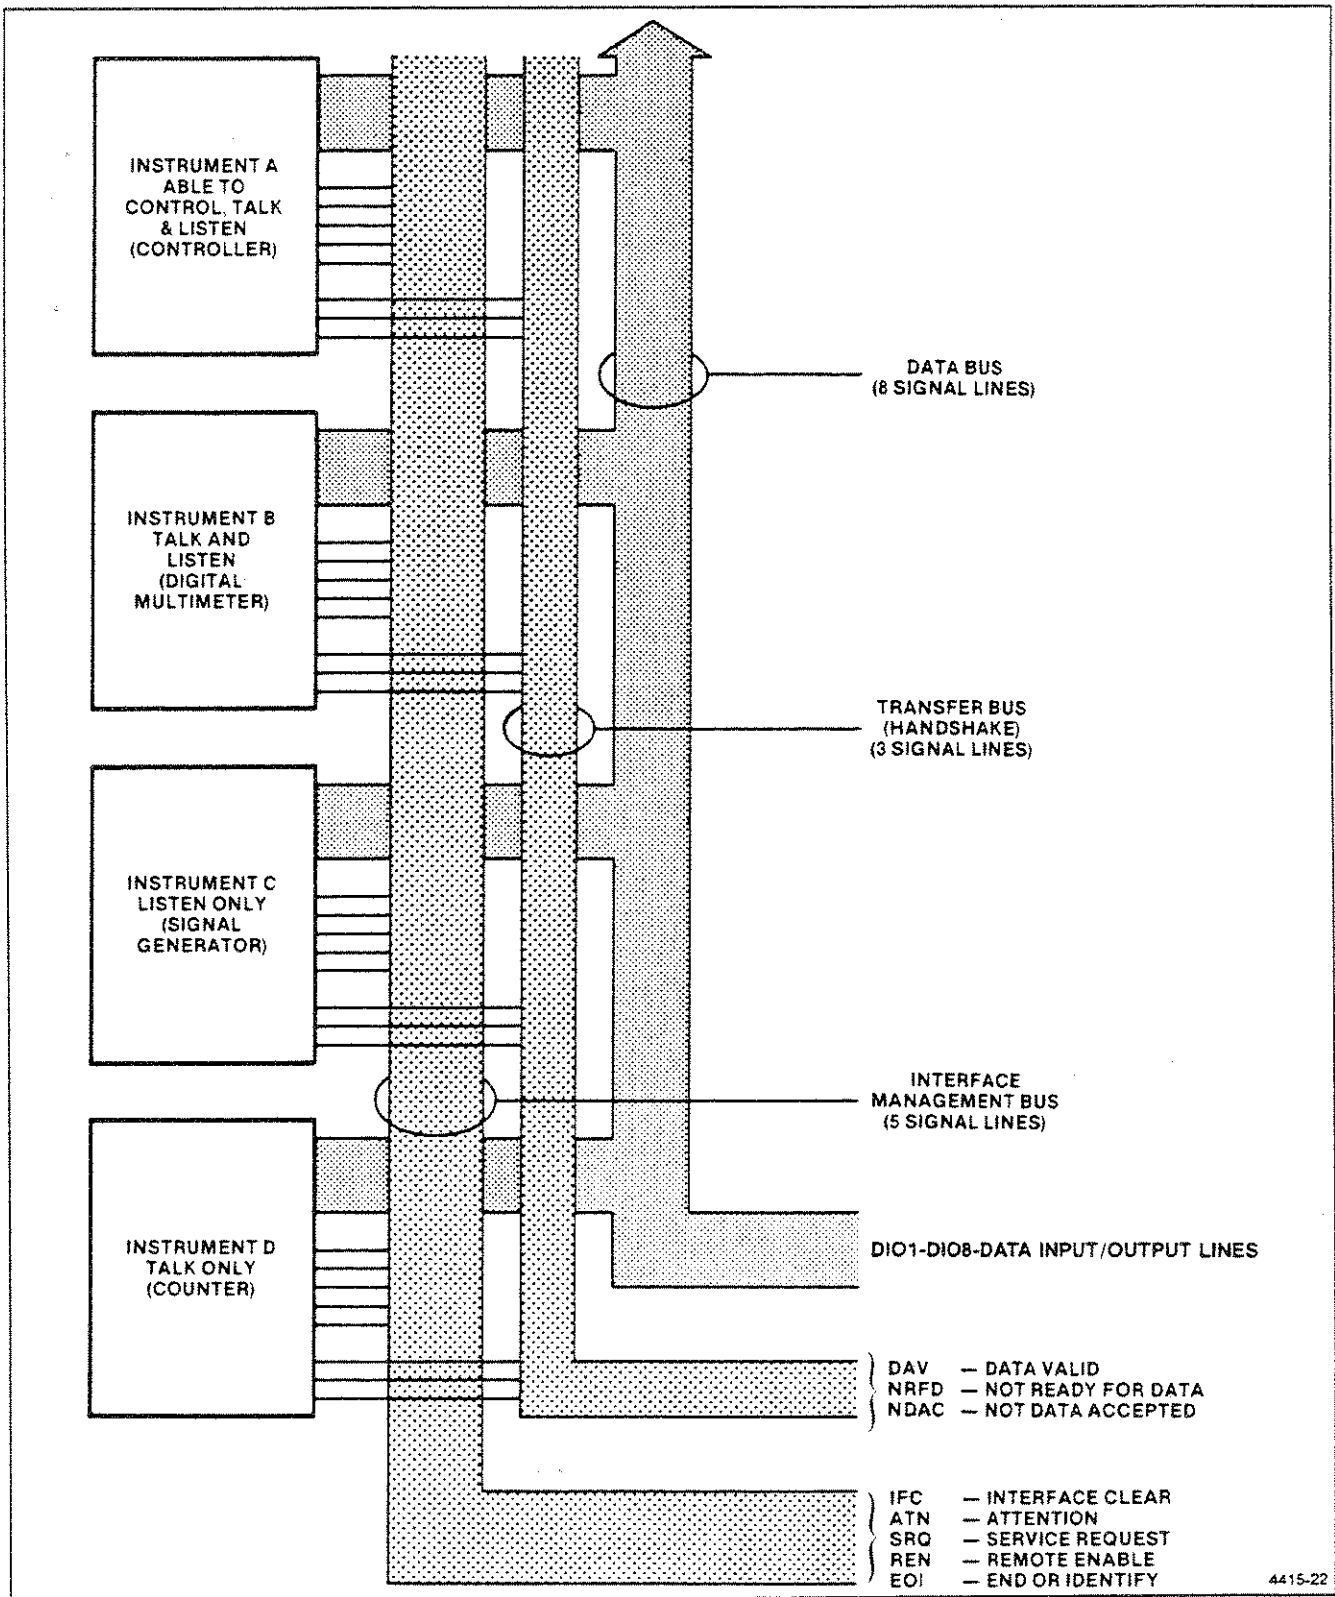 INSTRUMENT A
ABLE TO
CONTROL, TALK
& LISTEN
(CONTROLLER)
DATA BUS
(8 SIGNAL LINES)
INSTRUMENT B
TALK AND
LISTEN
(DIGITAL
MULTIMETER)
TRANSFER BUS
(HANDSHAKE)
(3 SIGNAL LINES)
INSTRUMENT C
LISTEN ONLY
(SIGNAL
GENERATOR)
INTERFACE
MANAGEMENT BUS
(5 SIGNAL LINES)
INSTRUMENT D
TALK ONLY
(COUNTER)
DIO1-DIO8-DATA INPUT/OUTPUT LINES
DAV — DATA VALID
NRFD — NOT READY FOR DATA
NDAC — NOT DATA ACCEPTED
IFC — INTERFACE CLEAR
ATN — ATTENTION
SRQ — SERVICE REQUEST
REN — REMOTE ENABLE
EOI — END OR IDENTIFY
4415-22